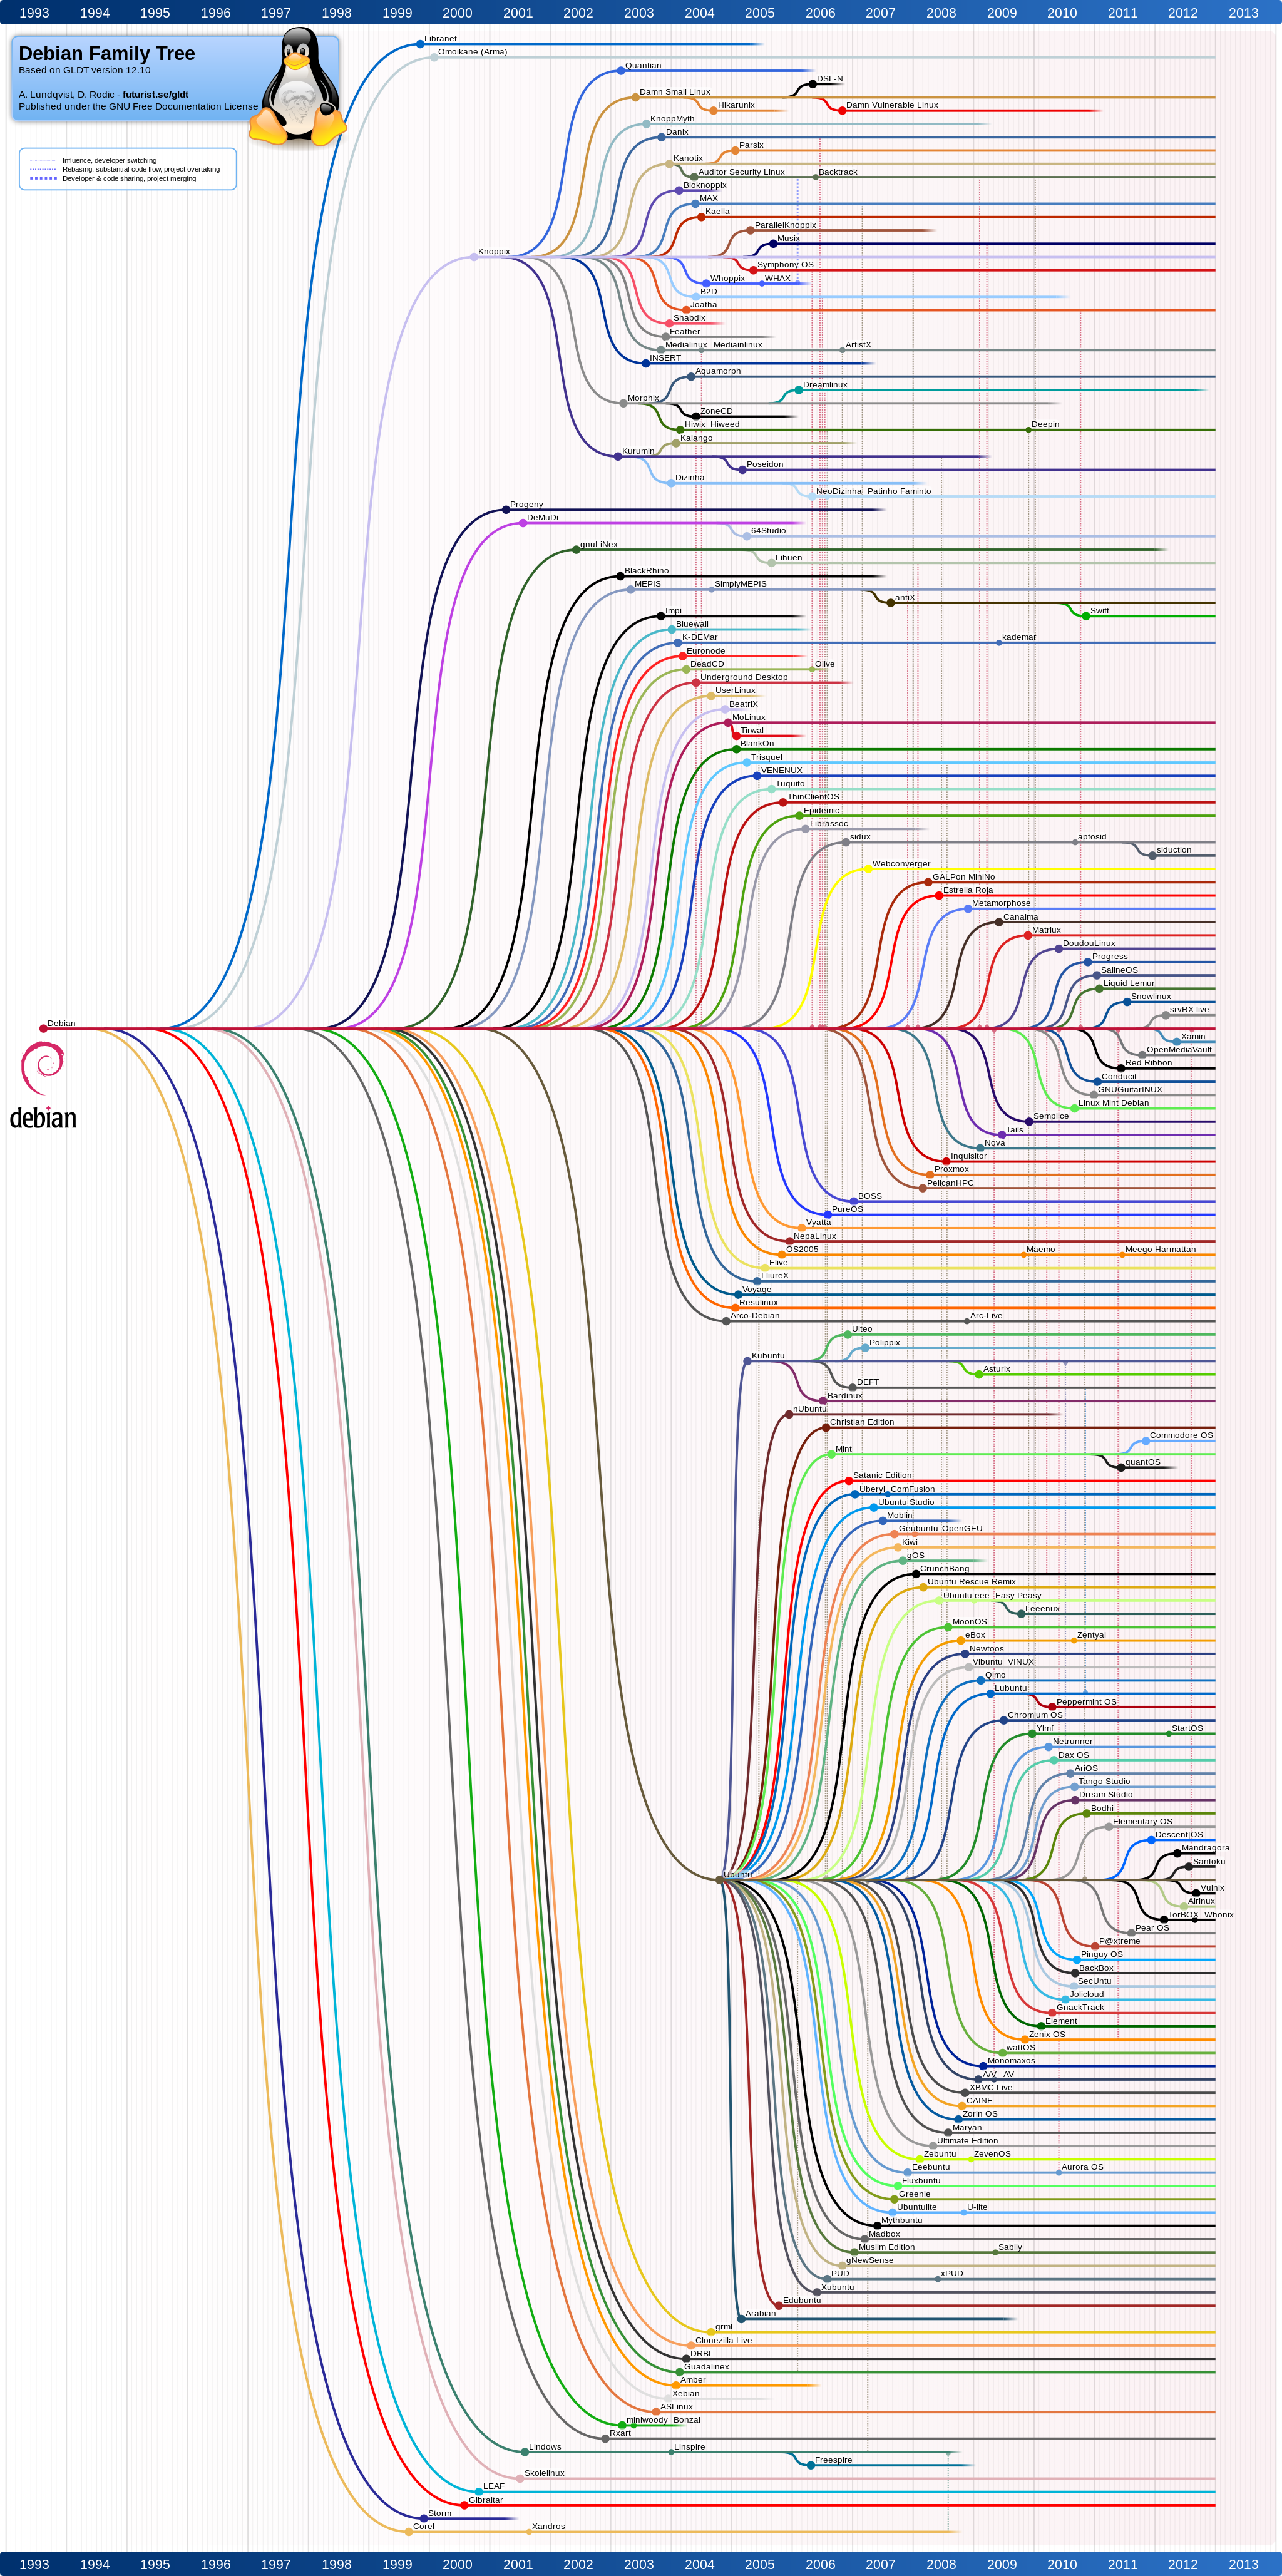 1993 1994 1995 1996 1997 1998 1999 2000 2001 2002 2003 2004 2005 2006 2007 2008 2009 2010 2011 2012 2013
Debian Family Tree
Based on GLDT version 12.10
A. Lundqvist, D. Rodic - futurist.se/gldt
Published under the GNU Free Documentation License
Influence, developer switching
Rebasing, substantial code flow, project overtaking
Developer & code sharing, project merging
Libranet
Omoikane (Arma)
Quantian
DSL-N
Damn Small Linux
Hikarunix Damn Vulnerable Linux
KnoppMyth
Danix
Parsix
Kanotix
Auditor Security Linux Backtrack
Bioknoppix
MAX
Kaella
ParallelKnoppix
Musix
Knoppix
Symphony OS
Whoppix WHAX
B2D
Joatha
Shabdix
Feather
Medialinux Mediainlinux ArtistX
INSERT
Aquamorph
Dreamlinux
Morphix
ZoneCD
Hiwix Hiweed Deepin
Kalango
Kurumin
Poseidon
Dizinha
NeoDizinha Patinho Faminto
Progeny
DeMuDi
64Studio
gnuLiNex
Lihuen
BlackRhino
MEPIS SimplyMEPIS
antiX
Impi Swift
Bluewall
K-DEMar kademar
Euronode
DeadCD Olive
Underground Desktop
UserLinux
BeatriX
MoLinux
Tirwal
BlankOn
Trisquel
VENENUX
Tuquito
ThinClientOS
Epidemic
Librassoc
sidux aptosid
siduction
Webconverger
GALPon MiniNo
Estrella Roja
Metamorphose
Canaima
Matriux
DoudouLinux
Progress
SalineOS
Liquid Lemur
Snowlinux
srvRX live
Debian
Xamin
OpenMediaVault
Red Ribbon
Conducit
GNUGuitarINUX
Linux Mint Debian
debian
Semplice
Tails
Nova
Inquisitor
Proxmox
PelicanHPC
BOSS
PureOS
Vyatta
NepaLinux
OS2005 Maemo Meego Harmattan
Elive
LliureX
Voyage
Resulinux
Arco-Debian Arc-Live
Ulteo
Polippix
Kubuntu
Asturix
DEFT
Bardinux
nUbuntu
Christian Edition
Commodore OS
Mint
quantOS
Satanic Edition
Uberyl ComFusion
Ubuntu Studio
Moblin
Geubuntu OpenGEU
Kiwi
gOS
CrunchBang
Ubuntu Rescue Remix
Ubuntu eee Easy Peasy
Leeenux
MoonOS
eBox Zentyal
Newtoos
Vibuntu VINUX
Qimo
Lubuntu
Peppermint OS
Chromium OS
Ylmf StartOS
Netrunner
Dax OS
AriOS
Tango Studio
Dream Studio
Bodhi
Elementary OS
Descent|OS
Mandragora
Santoku
Ubuntu
Vulnix
Airinux
TorBOX Whonix
Pear OS
P@xtreme
Pinguy OS
BackBox
SecUntu
Jolicloud
GnackTrack
Element
Zenix OS
wattOS
Monomaxos
A/V AV
XBMC Live
CAINE
Zorin OS
Maryan
Ultimate Edition
Zebuntu ZevenOS
Eeebuntu Aurora OS
Fluxbuntu
Greenie
Ubuntulite U-lite
Mythbuntu
Madbox
Muslim Edition Sabily
gNewSense
PUD xPUD
Xubuntu
Edubuntu
Arabian
grml
Clonezilla Live
DRBL
Guadalinex
Amber
Xebian
ASLinux
miniwoody Bonzai
Rxart
Lindows Linspire
Freespire
Skolelinux
LEAF
Gibraltar
Storm
Corel Xandros
1993 1994 1995 1996 1997 1998 1999 2000 2001 2002 2003 2004 2005 2006 2007 2008 2009 2010 2011 2012 2013